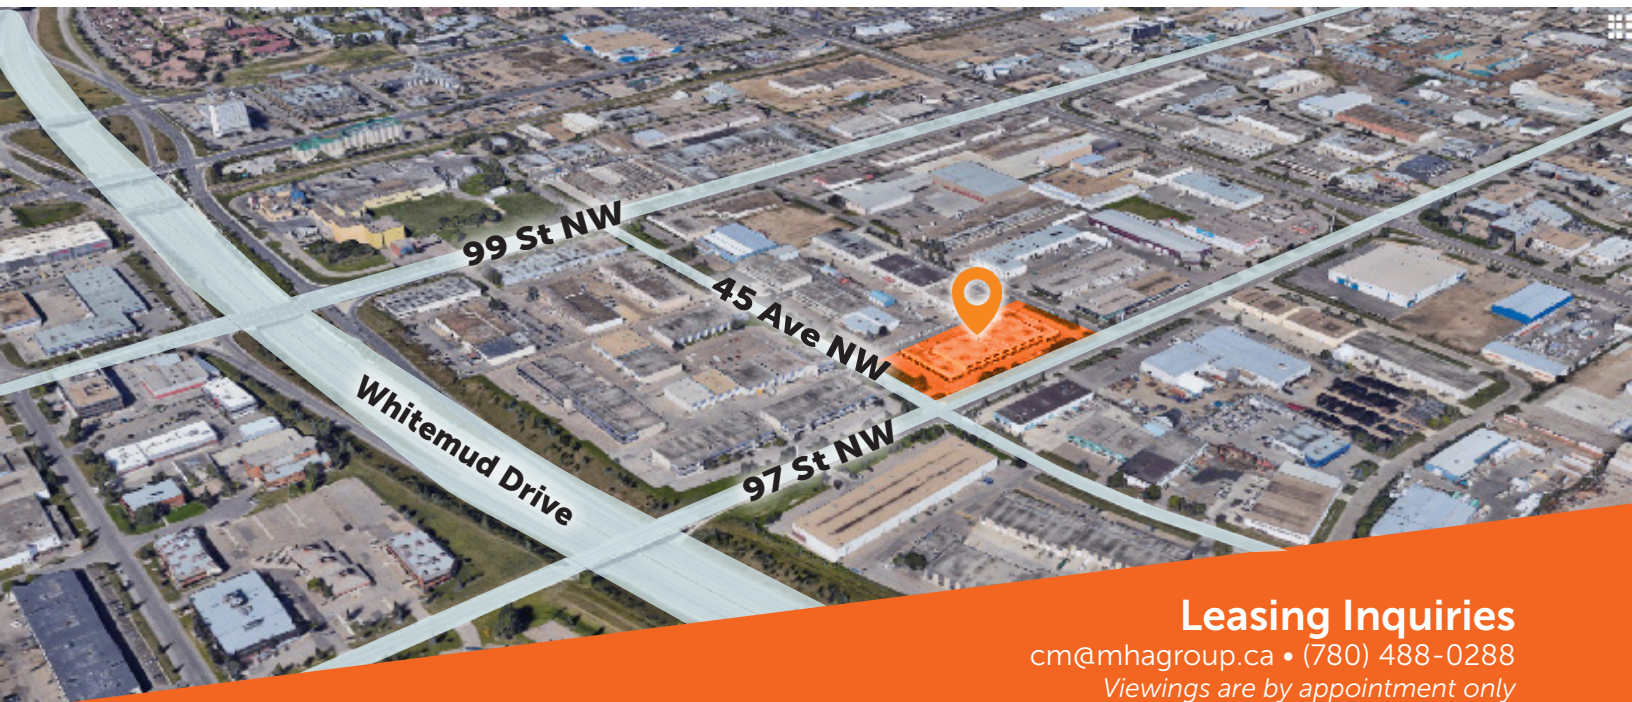 99 St NW
45 Ave NW
Whitemud Drive
97 St NW
Leasing Inquiries
cm@mhagroup.ca • (780) 488-0288
Viewings are by appointment only